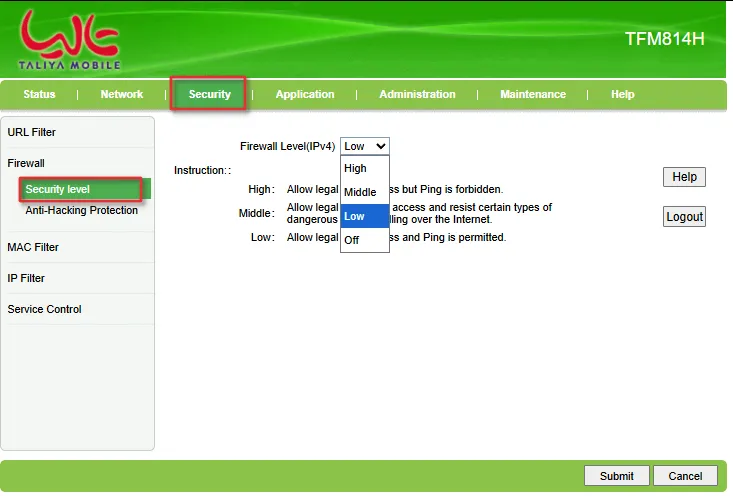 TALIYA MOBILE
TFM814H
Status | Network | Security | Application | Administration | Maintenance | Help
URL Filter
Firewall
Security level
Anti-Hacking Protection
MAC Filter
IP Filter
Service Control
Firewall Level(IPv4) Low
High
Middle
Low
Off
Instruction::
High: Allow legal ss but Ping is forbidden.
Middle: Allow legal access and resist certain types of
dangerous lling over the Internet.
Low: Allow legal ss and Ping is permitted.
Help
Logout
Submit Cancel